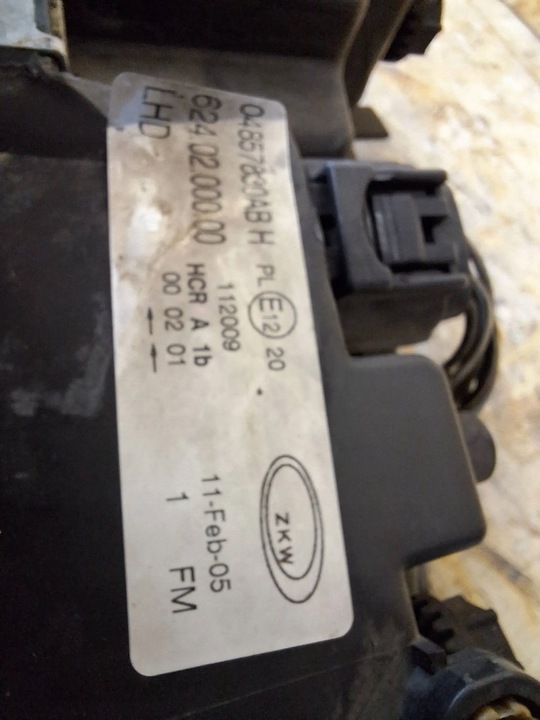 04857830AB H
624.02.000.00
LHD
PL E12 20
112009
HCR A 1b
00 02 01
← ←
ZKW
11-Feb-05
1 FM